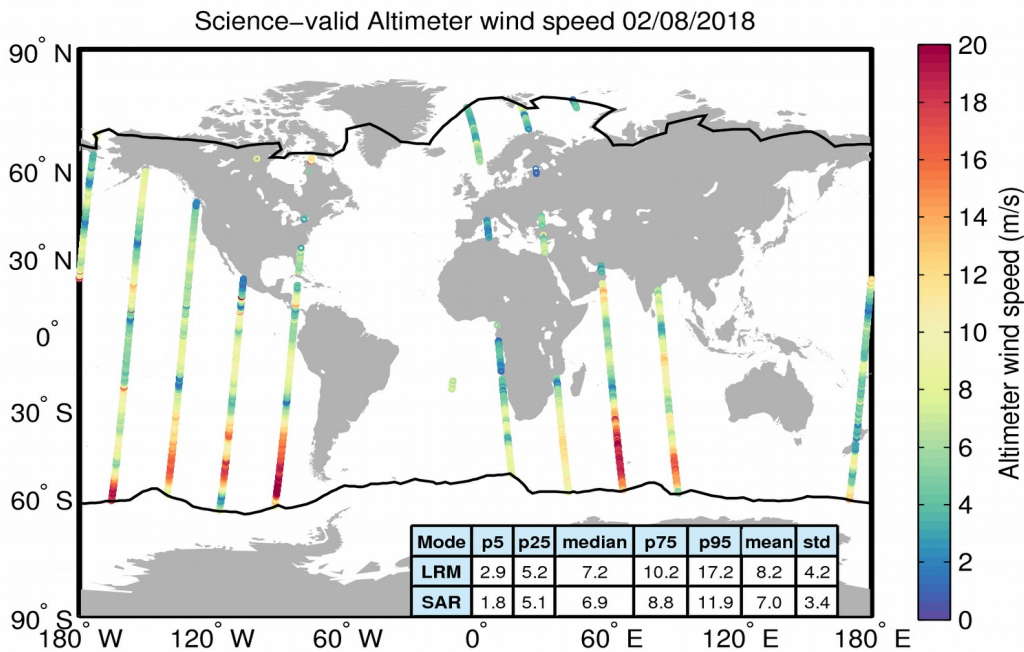 Science−valid Altimeter wind speed 02/08/2018
90° N
60° N
30° N
0°
30° S
60° S
90° S
180° W
120° W
60° W
0°
60° E
120° E
180° E
Mode p5 p25 median p75 p95 mean std
LRM 2.9 5.2 7.2 10.2 17.2 8.2 4.2
SAR 1.8 5.1 6.9 8.8 11.9 7.0 3.4
20
18
16
14
12
10
8
6
4
2
0
Altimeter wind speed (m/s)